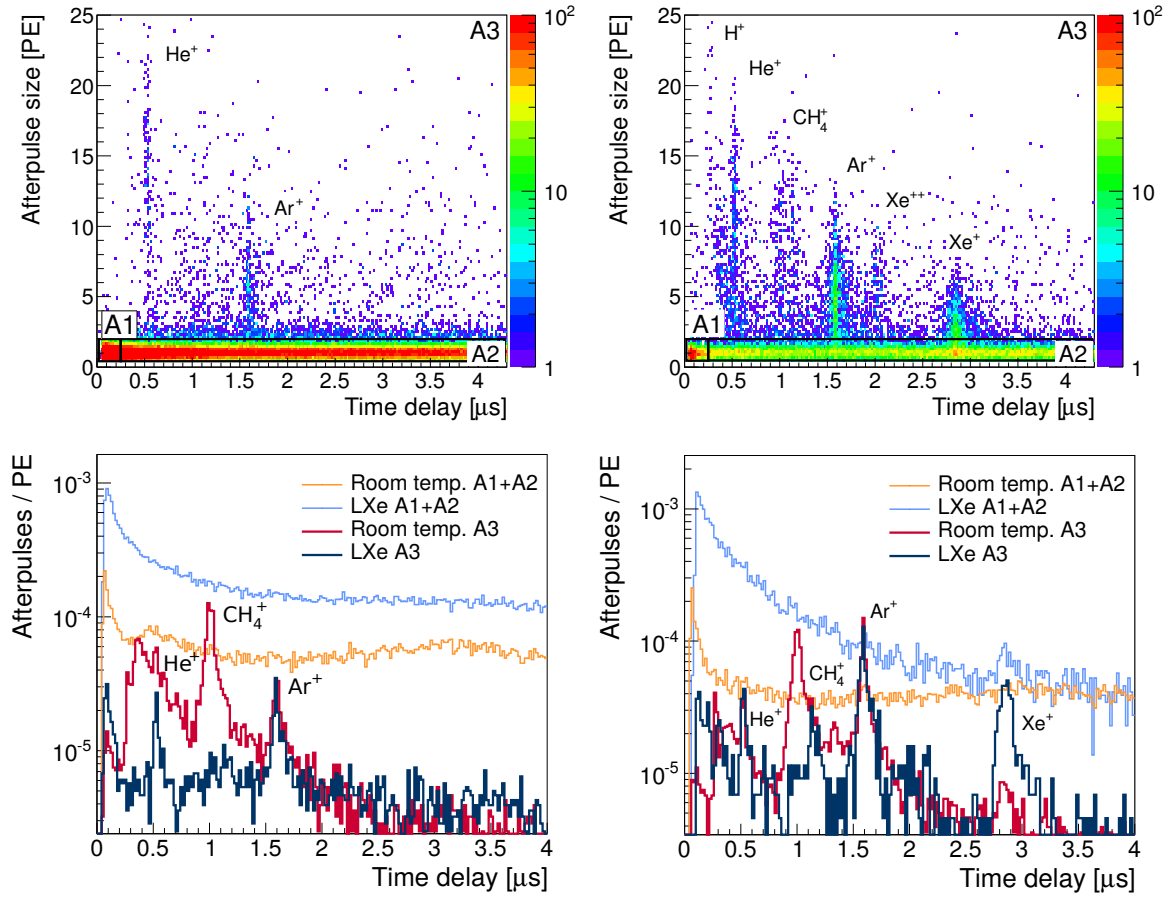 A3
He⁺
Ar⁺
A1
A2
Afterpulse size [PE]
Time delay [μs]
25
20
15
10
5
0
0 0.5 1 1.5 2 2.5 3 3.5 4
10²
10
1
A3
H⁺
He⁺
CH₄⁺
Ar⁺
Xe⁺⁺
Xe⁺
A1
A2
Afterpulse size [PE]
Time delay [μs]
25
20
15
10
5
0
0 0.5 1 1.5 2 2.5 3 3.5 4
10²
10
1
Afterpulses / PE
10⁻³
10⁻⁴
10⁻⁵
Room temp. A1+A2
LXe A1+A2
Room temp. A3
LXe A3
CH₄⁺
He⁺
Ar⁺
0 0.5 1 1.5 2 2.5 3 3.5 4
Time delay [μs]
Afterpulses / PE
10⁻³
10⁻⁴
10⁻⁵
Room temp. A1+A2
LXe A1+A2
Room temp. A3
LXe A3
Ar⁺
CH₄⁺
He⁺
Xe⁺
0 0.5 1 1.5 2 2.5 3 3.5 4
Time delay [μs]